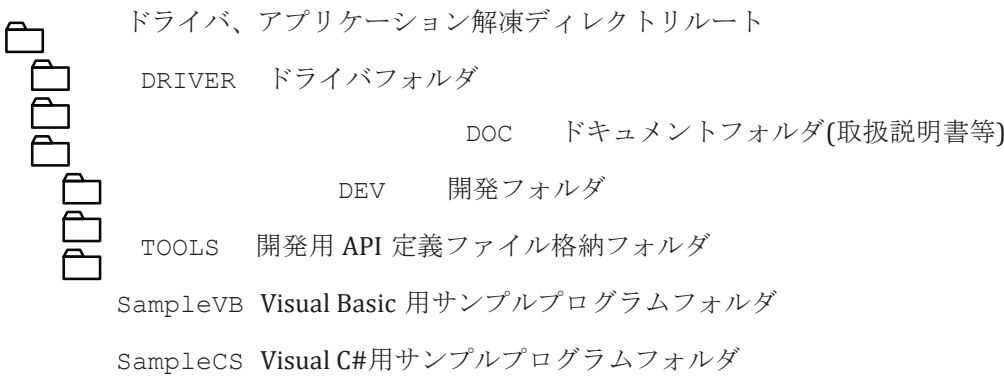 ドライバ、アプリケーション解凍ディレクトリルート
DRIVER ドライバフォルダ
DOC ドキュメントフォルダ(取扱説明書等)
DEV 開発フォルダ
TOOLS 開発用 API 定義ファイル格納フォルダ
SampleVB Visual Basic 用サンプルプログラムフォルダ
SampleCS Visual C#用サンプルプログラムフォルダ